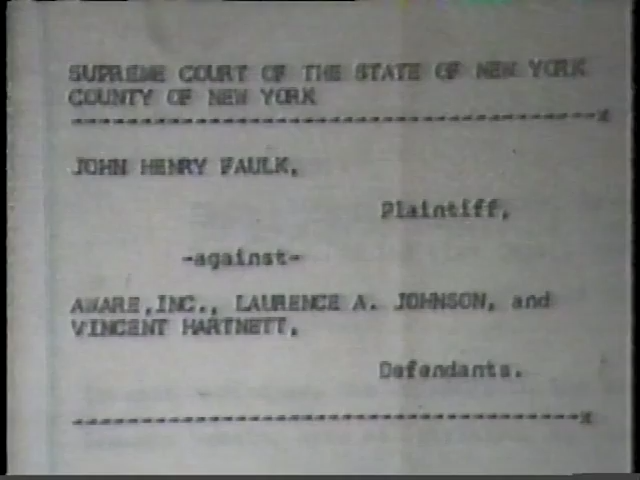 SUPREME COURT OF THE STATE OF NEW YORK
COUNTY OF NEW YORK
----------------------------------------x
JOHN HENRY FAULK,
Plaintiff,
-against-
AWARE,INC., LAURENCE A. JOHNSON, and
VINCENT HARTNETT,
Defendants.
----------------------------------------x